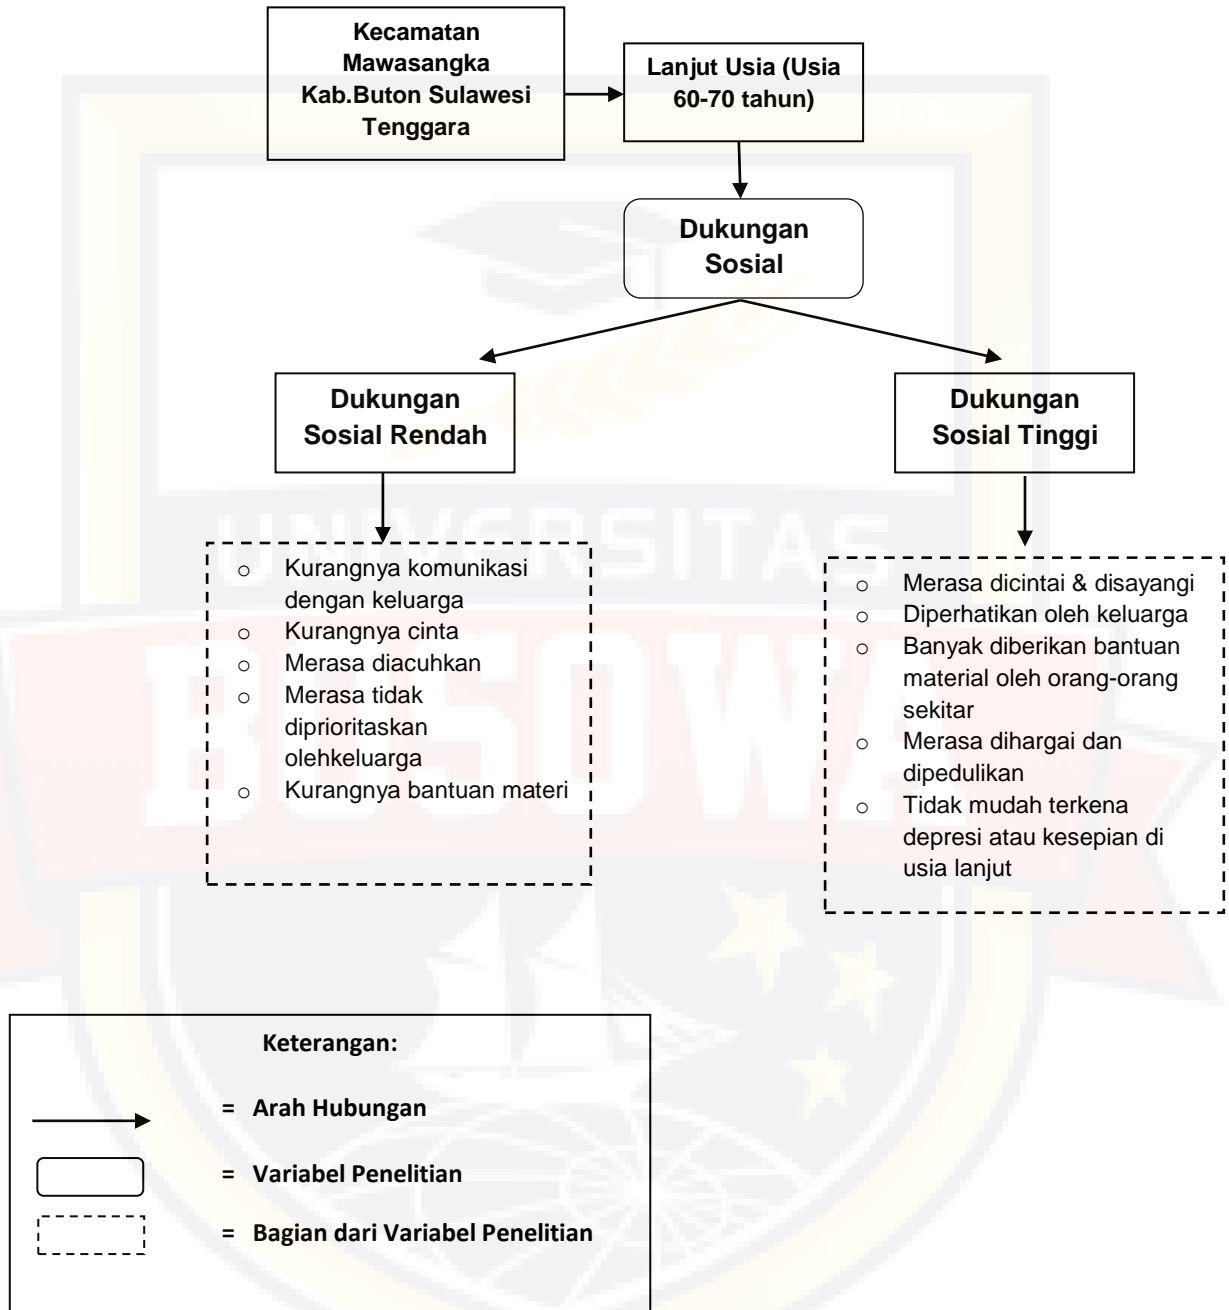 Kecamatan
Mawasangka
Kab.Buton Sulawesi
Tenggara
Lanjut Usia (Usia
60-70 tahun)
Dukungan
Sosial
Dukungan
Sosial Rendah
Dukungan
Sosial Tinggi
UNIVERSITAS
BOSOWA
o Kurangnya komunikasi
dengan keluarga
o Kurangnya cinta
o Merasa diacuhkan
o Merasa tidak
diprioritaskan
olehkeluarga
o Kurangnya bantuan materi
o Merasa dicintai & disayangi
o Diperhatikan oleh keluarga
o Banyak diberikan bantuan
material oleh orang-orang
sekitar
o Merasa dihargai dan
dipedulikan
o Tidak mudah terkena
depresi atau kesepian di
usia lanjut
Keterangan:
= Arah Hubungan
= Variabel Penelitian
= Bagian dari Variabel Penelitian